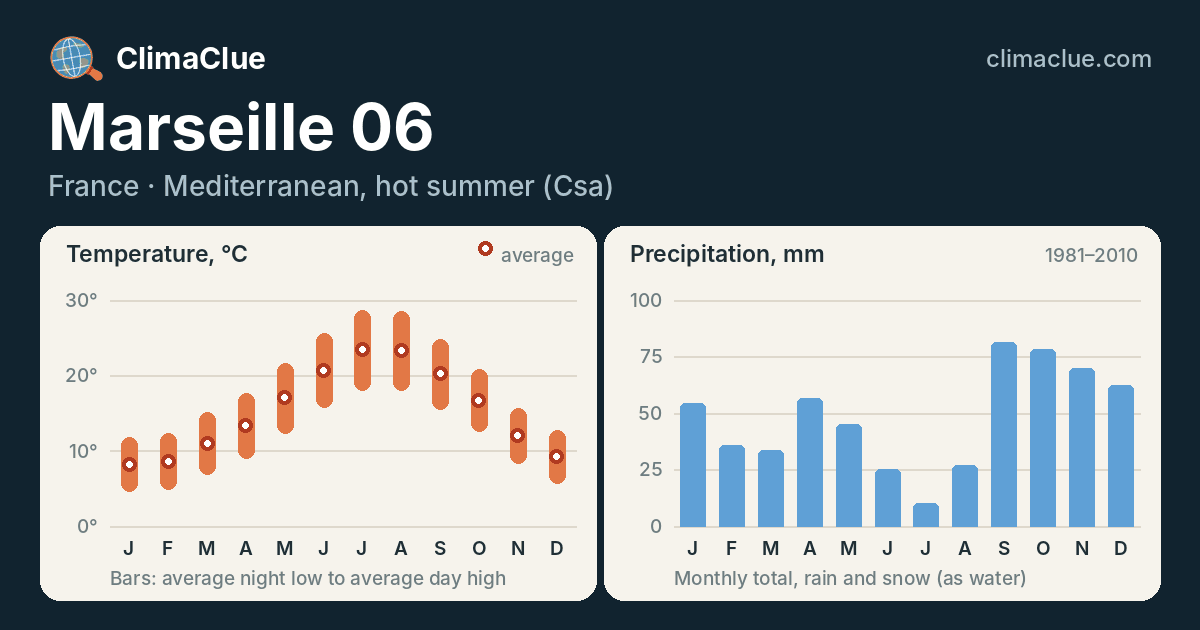 ClimaClue
climaclue.com
Marseille 06
France · Mediterranean, hot summer (Csa)
Temperature, °C
average
30°
20°
10°
0°
J F M A M J J A S O N D
Bars: average night low to average day high
Precipitation, mm
1981–2010
100
75
50
25
0
J F M A M J J A S O N D
Monthly total, rain and snow (as water)